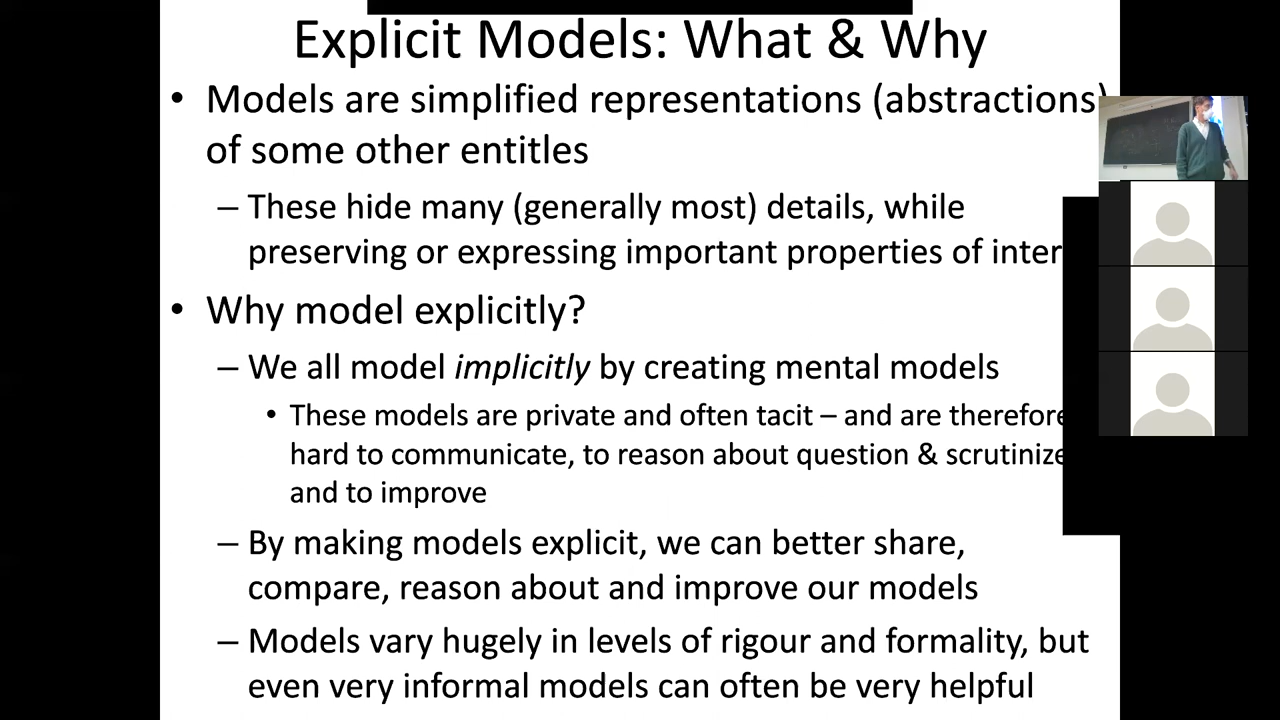 Explicit Models: What & Why
• Models are simplified representations (abstractions)
of some other entitles
– These hide many (generally most) details, while
preserving or expressing important properties of inter
• Why model explicitly?
– We all model implicitly by creating mental models
• These models are private and often tacit – and are therefore
hard to communicate, to reason about question & scrutinize
and to improve
– By making models explicit, we can better share,
compare, reason about and improve our models
– Models vary hugely in levels of rigour and formality, but
even very informal models can often be very helpful